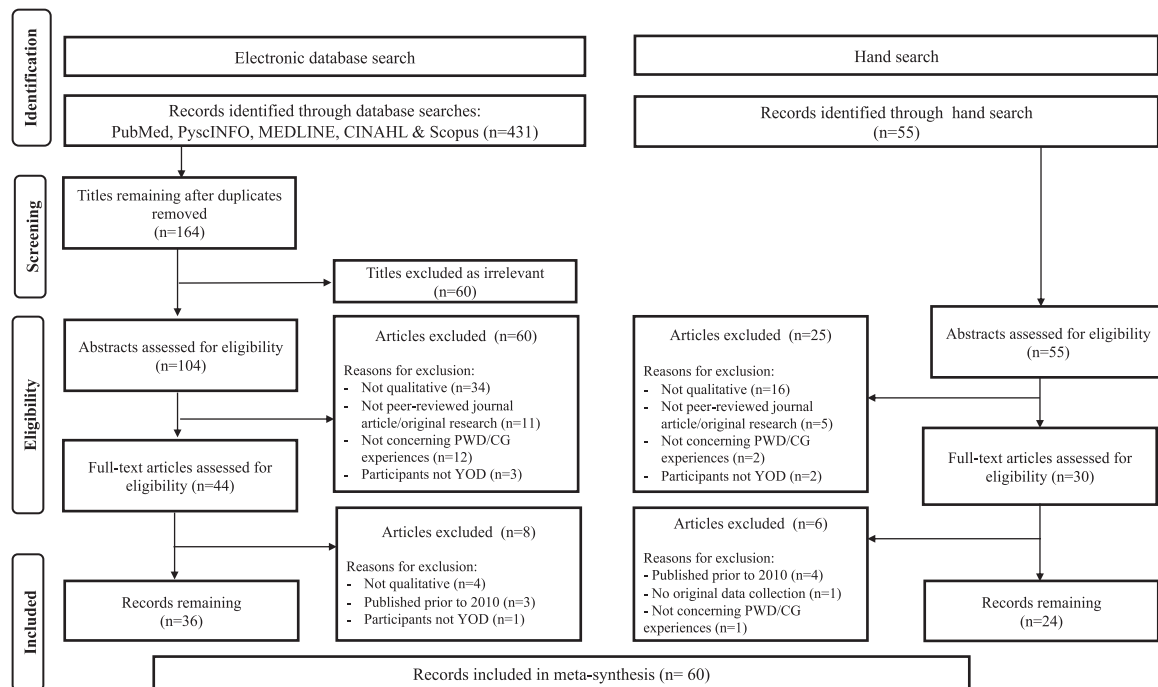 Identification
Electronic database search
Records identified through database searches:
PubMed, PyscINFO, MEDLINE, CINAHL & Scopus (n=431)
Hand search
Records identified through hand search
(n=55)
Screening
Titles remaining after duplicates
removed
(n=164)
Titles excluded as irrelevant
(n=60)
Eligibility
Abstracts assessed for eligibility
(n=104)
Articles excluded (n=60)
Reasons for exclusion:
- Not qualitative (n=34)
- Not peer-reviewed journal
article/original research (n=11)
- Not concerning PWD/CG
experiences (n=12)
- Participants not YOD (n=3)
Full-text articles assessed for
eligibility (n=44)
Articles excluded (n=25)
Reasons for exclusion:
- Not qualitative (n=16)
- Not peer-reviewed journal
article/original research (n=5)
- Not concerning PWD/CG
experiences (n=2)
- Participants not YOD (n=2)
Abstracts assessed for eligibility
(n=55)
Full-text articles assessed for
eligibility (n=30)
Included
Articles excluded (n=8)
Reasons for exclusion:
- Not qualitative (n=4)
- Published prior to 2010 (n=3)
- Participants not YOD (n=1)
Records remaining
(n=36)
Articles excluded (n=6)
Reasons for exclusion:
- Published prior to 2010 (n=4)
- No original data collection (n=1)
- Not concerning PWD/CG
experiences (n=1)
Records remaining
(n=24)
Records included in meta-synthesis (n= 60)